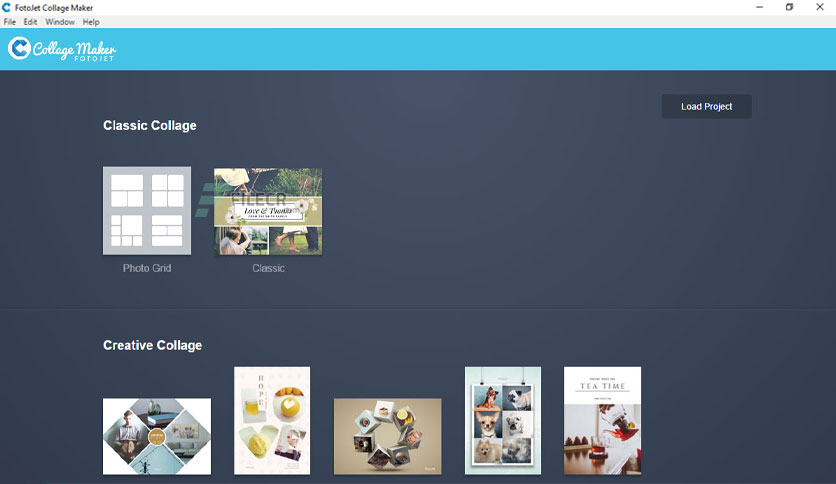 FotoJet Collage Maker
File Edit Window Help
Collage Maker
FOTOJET
Load Project
Classic Collage
FILECR
Love & Thanks
Photo Grid
Classic
Creative Collage
HOPE
TEA TIME